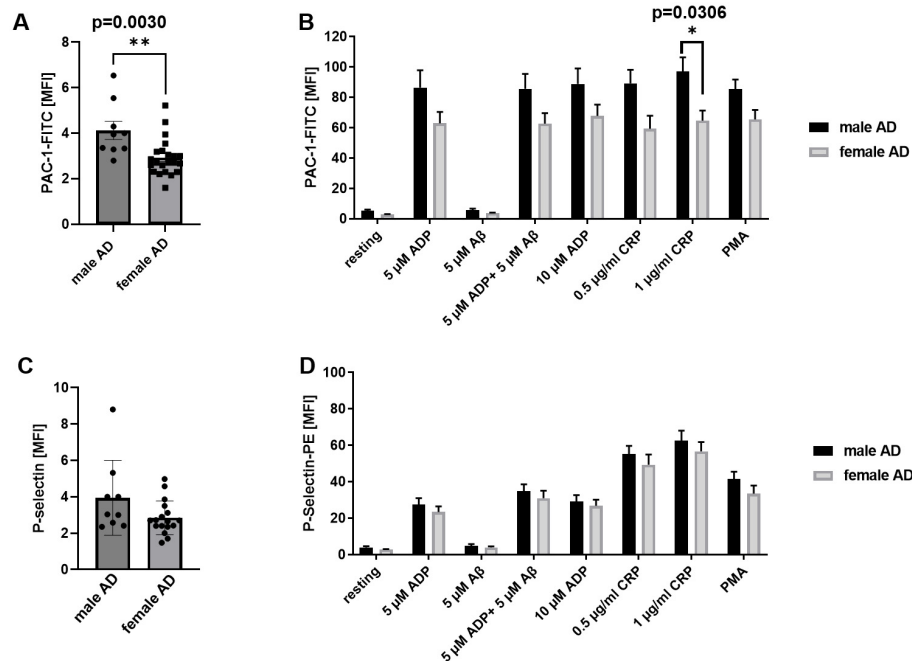 A
p=0.0030
**
PAC-1-FITC [MFI]
8
6
4
2
0
male AD
female AD
B
p=0.0306
*
PAC-1-FITC [MFI]
120
100
80
60
40
20
0
resting
5 µM ADP
5 µM Aβ
5 µM ADP+ 5 µM Aβ
10 µM ADP
0.5 µg/ml CRP
1 µg/ml CRP
PMA
male AD
female AD
C
P-selectin [MFI]
10
8
6
4
2
0
male AD
female AD
D
P-Selectin-PE [MFI]
100
80
60
40
20
0
resting
5 µM ADP
5 µM Aβ
5 µM ADP+ 5 µM Aβ
10 µM ADP
0.5 µg/ml CRP
1 µg/ml CRP
PMA
male AD
female AD